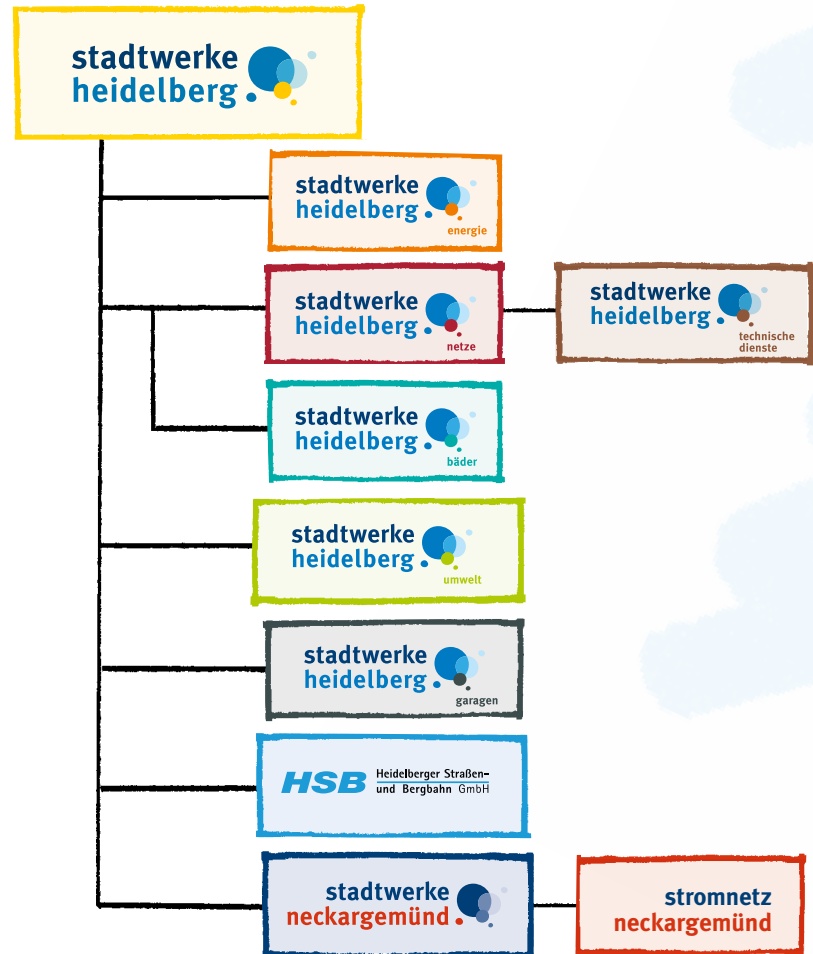 stadtwerke
heidelberg
stadtwerke
heidelberg
energie
stadtwerke
heidelberg
netze
stadtwerke
heidelberg
technische
dienste
stadtwerke
heidelberg
bäder
stadtwerke
heidelberg
umwelt
stadtwerke
heidelberg
garagen
HSB Heidelberger Straßen-
und Bergbahn GmbH
stadtwerke
neckargemünd
stromnetz
neckargemünd